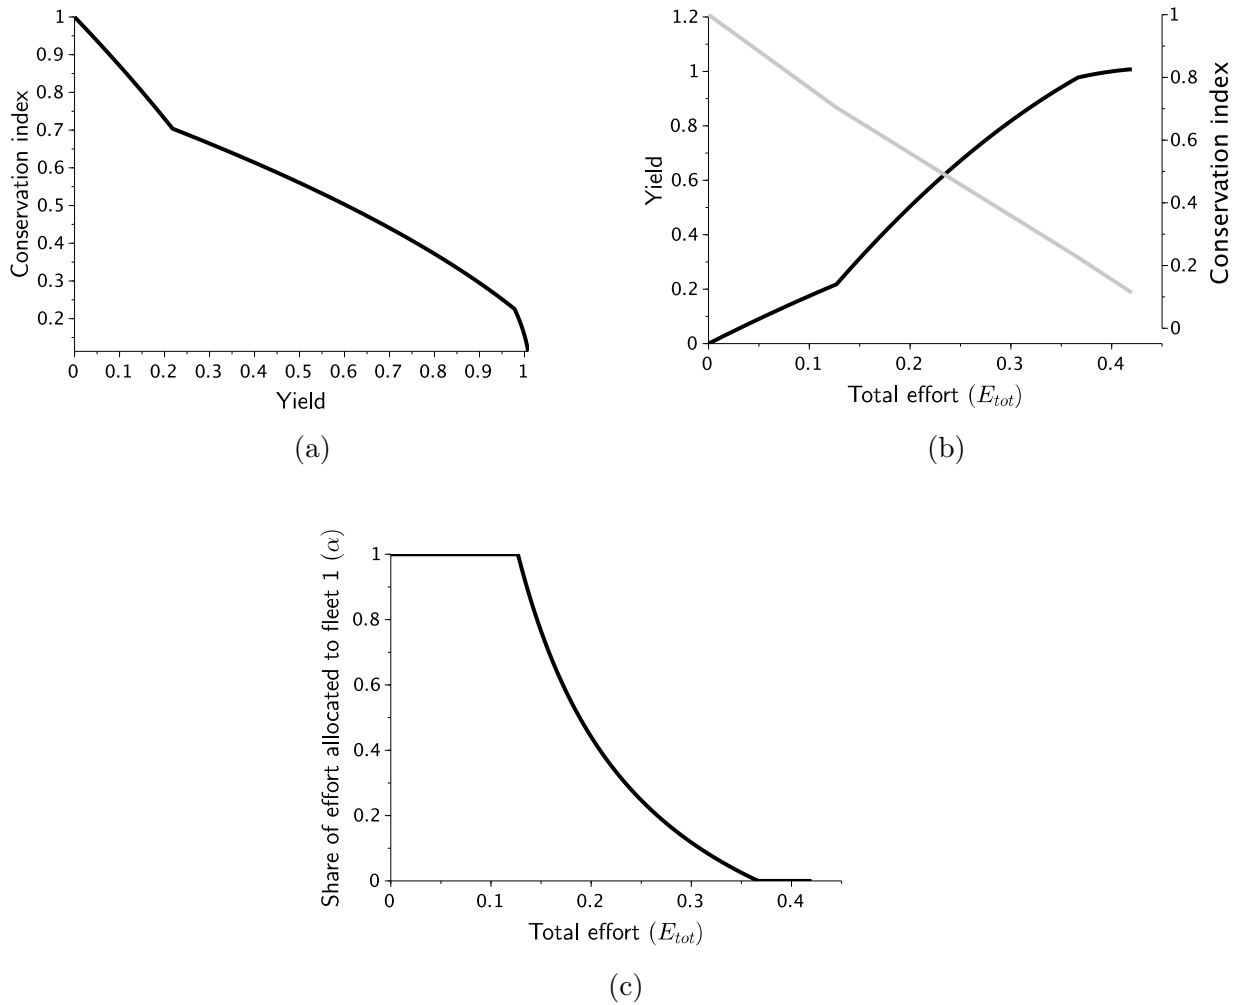 1
0.9
0.8
0.7
0.6
0.5
0.4
0.3
0.2
Conservation index
0 0.1 0.2 0.3 0.4 0.5 0.6 0.7 0.8 0.9 1
Yield
(a)
1.2
1
0.8
0.6
0.4
0.2
0
Yield
1
0.8
0.6
0.4
0.2
0
Conservation index
0 0.1 0.2 0.3 0.4
Total effort (E_{tot})
(b)
1
0.8
0.6
0.4
0.2
0
Share of effort allocated to fleet 1 (α)
0 0.1 0.2 0.3 0.4
Total effort (E_{tot})
(c)